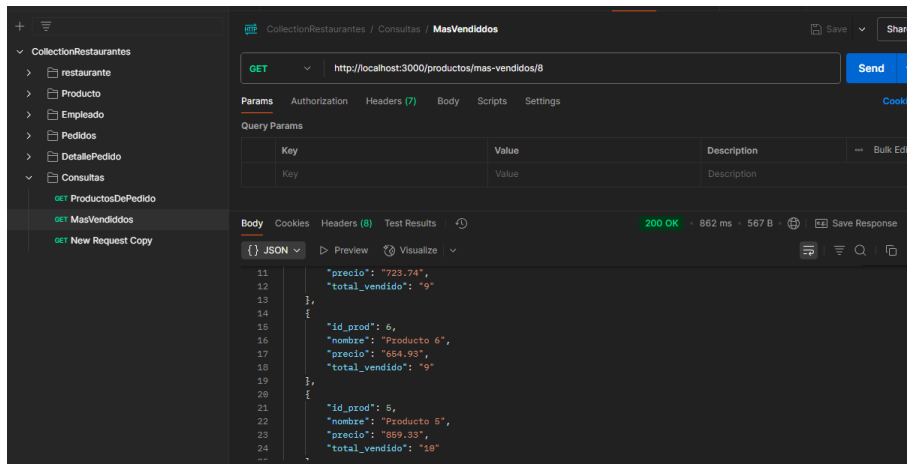 CollectionRestaurantes / Consultas / MasVendiddos
Save
Share
CollectionRestaurantes
restaurante
Producto
Empleado
Pedidos
DetallePedido
Consultas
GET ProductosDePedido
GET MasVendiddos
GET New Request Copy
GET http://localhost:3000/productos/mas-vendidos/8 Send
Params Authorization Headers (7) Body Scripts Settings Cooki
Query Params
Key Value Description Bulk Edi
Key Value Description
Body Cookies Headers (8) Test Results 200 OK 862 ms 567 B Save Response
{} JSON Preview Visualize
11 "precio": "723.74",
12 "total_vendido": "9"
13 },
14 {
15 "id_prod": 6,
16 "nombre": "Producto 6",
17 "precio": "654.93",
18 "total_vendido": "9"
19 },
20 {
21 "id_prod": 5,
22 "nombre": "Producto 5",
23 "precio": "859.33",
24 "total_vendido": "10"